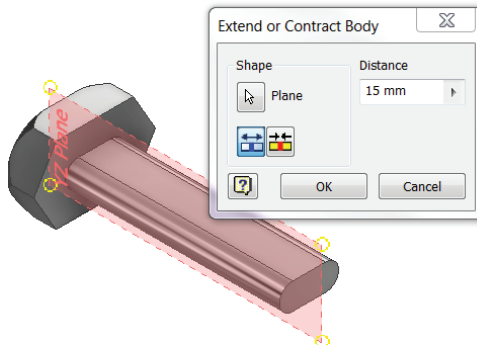 Extend or Contract Body
Shape
Distance
Plane
15 mm
OK
Cancel
YZ Plane